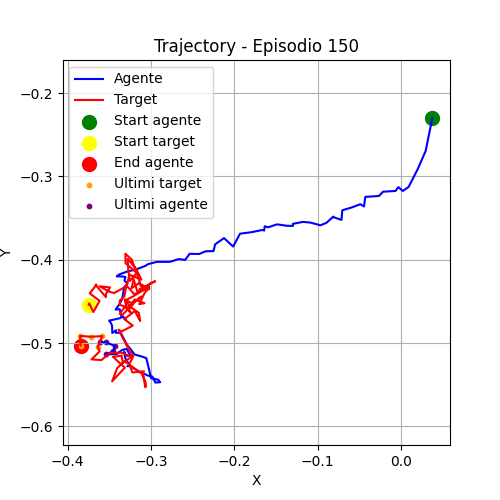 Trajectory - Episodio 150
Agente
Target
Start agente
Start target
End agente
Ultimi target
Ultimi agente
−0.2
−0.3
−0.4
−0.5
−0.6
Y
−0.4 −0.3 −0.2 −0.1 0.0
X